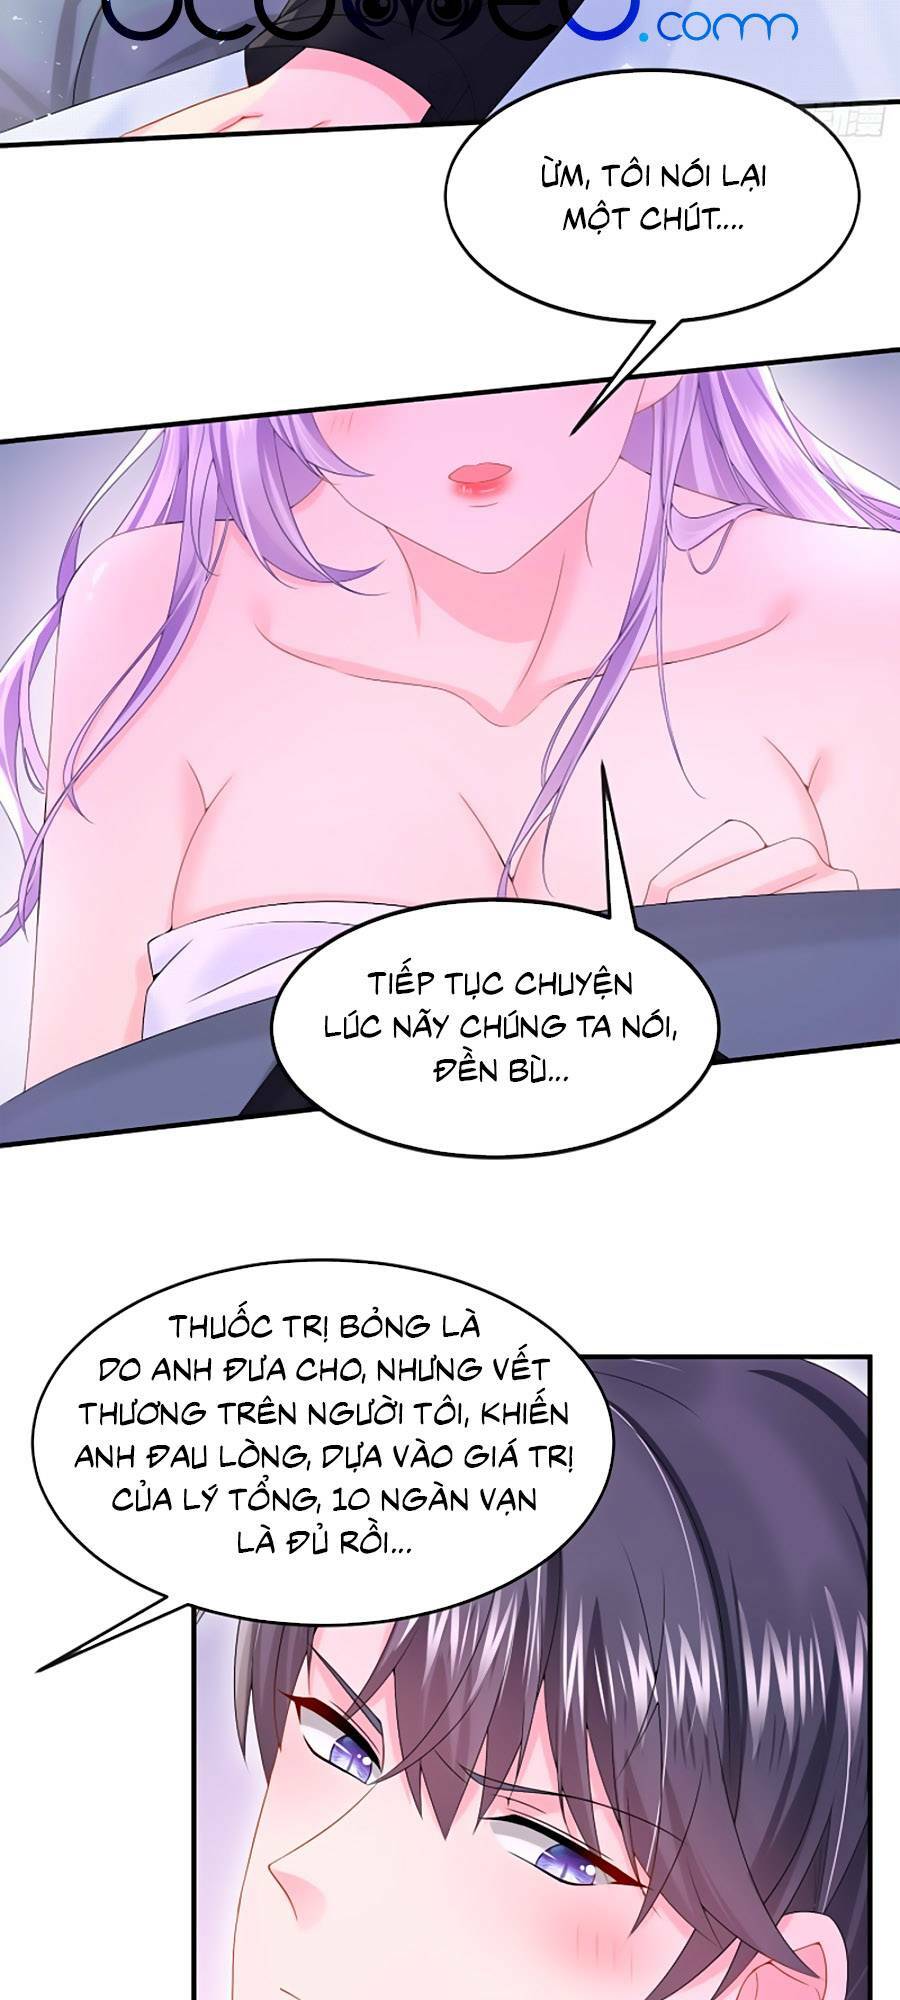 .com
ỪM, TÔI NÓI LẠI
MỘT CHÚT....
TIẾP TỤC CHUYỆN
LÚC NÃY CHÚNG TA NÓI,
ĐỀN BÙ...
THUỐC TRỊ BỎNG LÀ
DO ANH ĐƯA CHO, NHƯNG VẾT
THƯƠNG TRÊN NGƯỜI TÔI, KHIẾN
ANH ĐAU LÒNG, DỰA VÀO GIÁ TRỊ
CỦA LÝ TỔNG, 10 NGÀN VẠN
LÀ ĐỦ RỒI...